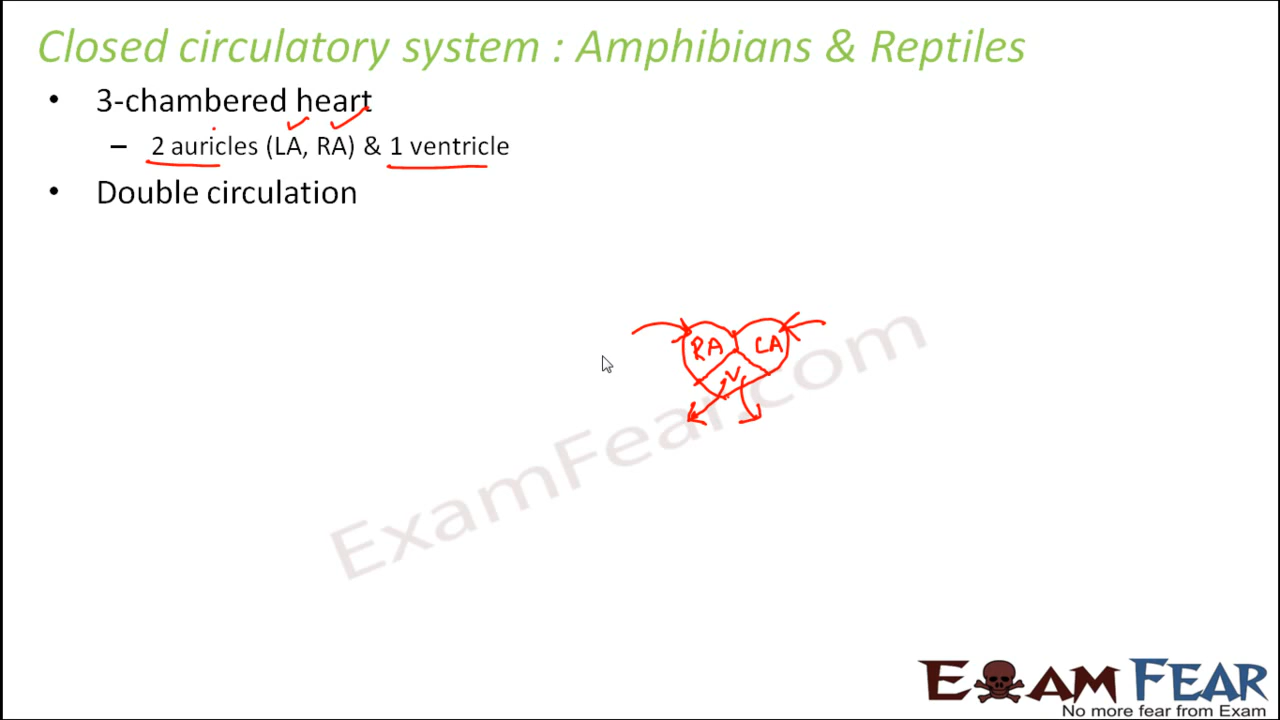 Closed circulatory system : Amphibians & Reptiles
• 3-chambered heart
– 2 auricles (LA, RA) & 1 ventricle
• Double circulation
RA LA
V
ExamFear.com
EXAM FEAR
No more fear from Exam